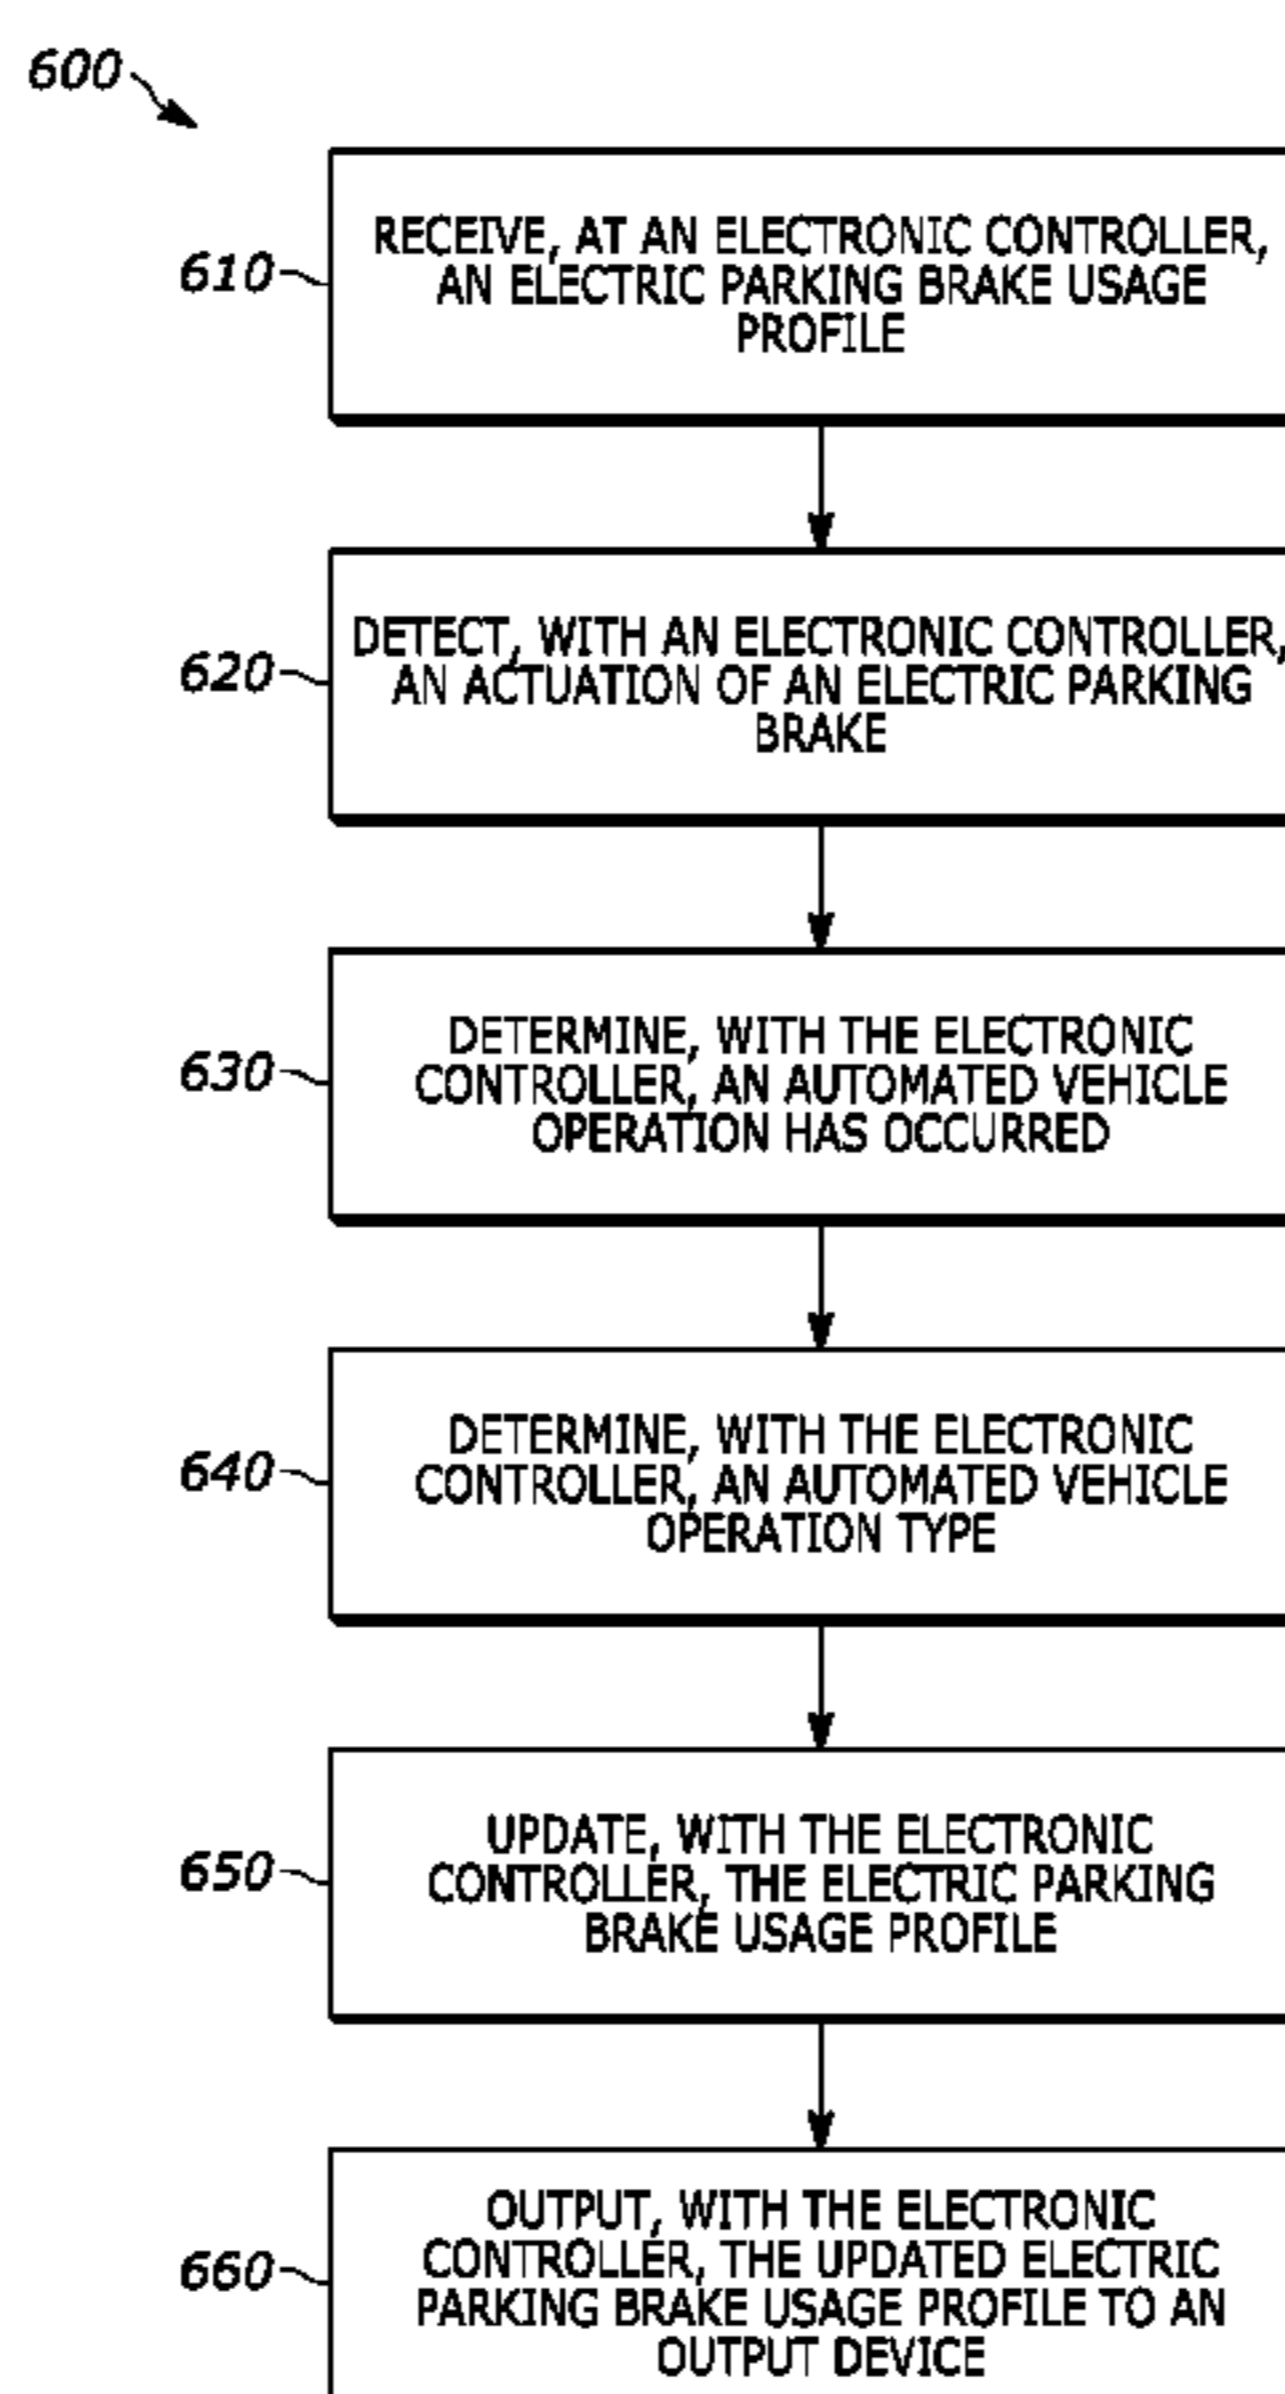 600
610
RECEIVE, AT AN ELECTRONIC CONTROLLER,
AN ELECTRIC PARKING BRAKE USAGE
PROFILE
620
DETECT, WITH AN ELECTRONIC CONTROLLER,
AN ACTUATION OF AN ELECTRIC PARKING
BRAKE
630
DETERMINE, WITH THE ELECTRONIC
CONTROLLER, AN AUTOMATED VEHICLE
OPERATION HAS OCCURRED
640
DETERMINE, WITH THE ELECTRONIC
CONTROLLER, AN AUTOMATED VEHICLE
OPERATION TYPE
650
UPDATE, WITH THE ELECTRONIC
CONTROLLER, THE ELECTRIC PARKING
BRAKE USAGE PROFILE
660
OUTPUT, WITH THE ELECTRONIC
CONTROLLER, THE UPDATED ELECTRIC
PARKING BRAKE USAGE PROFILE TO AN
OUTPUT DEVICE